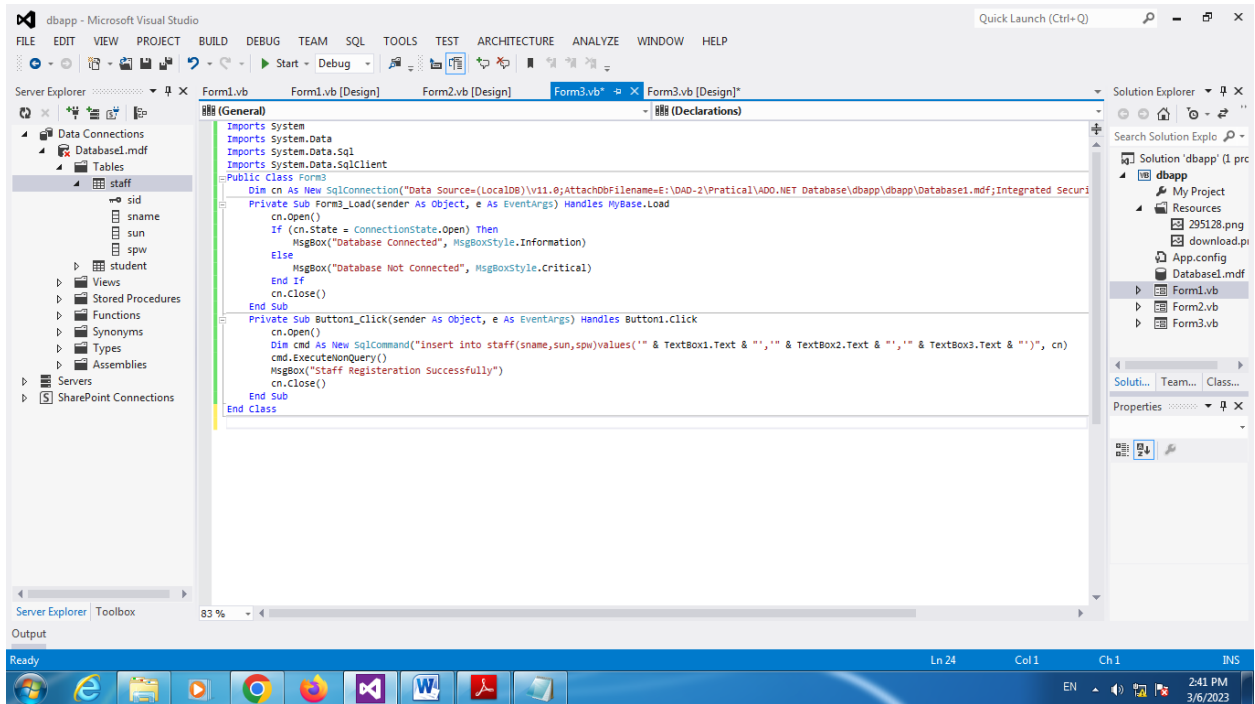 dbapp - Microsoft Visual Studio
Quick Launch (Ctrl+Q)
FILE EDIT VIEW PROJECT BUILD DEBUG TEAM SQL TOOLS TEST ARCHITECTURE ANALYZE WINDOW HELP
Start Debug
Server Explorer
Form1.vb Form1.vb [Design] Form2.vb [Design] Form3.vb* Form3.vb [Design]*
Solution Explorer
(General) (Declarations)
Data Connections
Database1.mdf
Tables
staff
sid
sname
sun
spw
student
Views
Stored Procedures
Functions
Synonyms
Types
Assemblies
Servers
SharePoint Connections
Server Explorer Toolbox
Imports System
Imports System.Data
Imports System.Data.Sql
Imports System.Data.SqlClient
Public Class Form3
Dim cn As New SqlConnection("Data Source=(LocalDB)\v11.0;AttachDbFilename=E:\DAD-2\Pratical\ADO.NET Database\dbapp\dbapp\Database1.mdf;Integrated Securi
Private Sub Form3_Load(sender As Object, e As EventArgs) Handles MyBase.Load
cn.Open()
If (cn.State = ConnectionState.Open) Then
MsgBox("Database Connected", MsgBoxStyle.Information)
Else
MsgBox("Database Not Connected", MsgBoxStyle.Critical)
End If
cn.Close()
End Sub
Private Sub Button1_Click(sender As Object, e As EventArgs) Handles Button1.Click
cn.Open()
Dim cmd As New SqlCommand("insert into staff(sname,sun,spw)values('" & TextBox1.Text & "','" & TextBox2.Text & "','" & TextBox3.Text & "')", cn)
cmd.ExecuteNonQuery()
MsgBox("Staff Registeration Successfully")
cn.Close()
End Sub
End Class
83 %
Search Solution Explo
Solution 'dbapp' (1 proc
dbapp
My Project
Resources
295128.png
download.p
App.config
Database1.mdf
Form1.vb
Form2.vb
Form3.vb
Soluti... Team... Class...
Properties
Output
Ready
Ln 24 Col 1 Ch 1 INS
EN
2:41 PM
3/6/2023